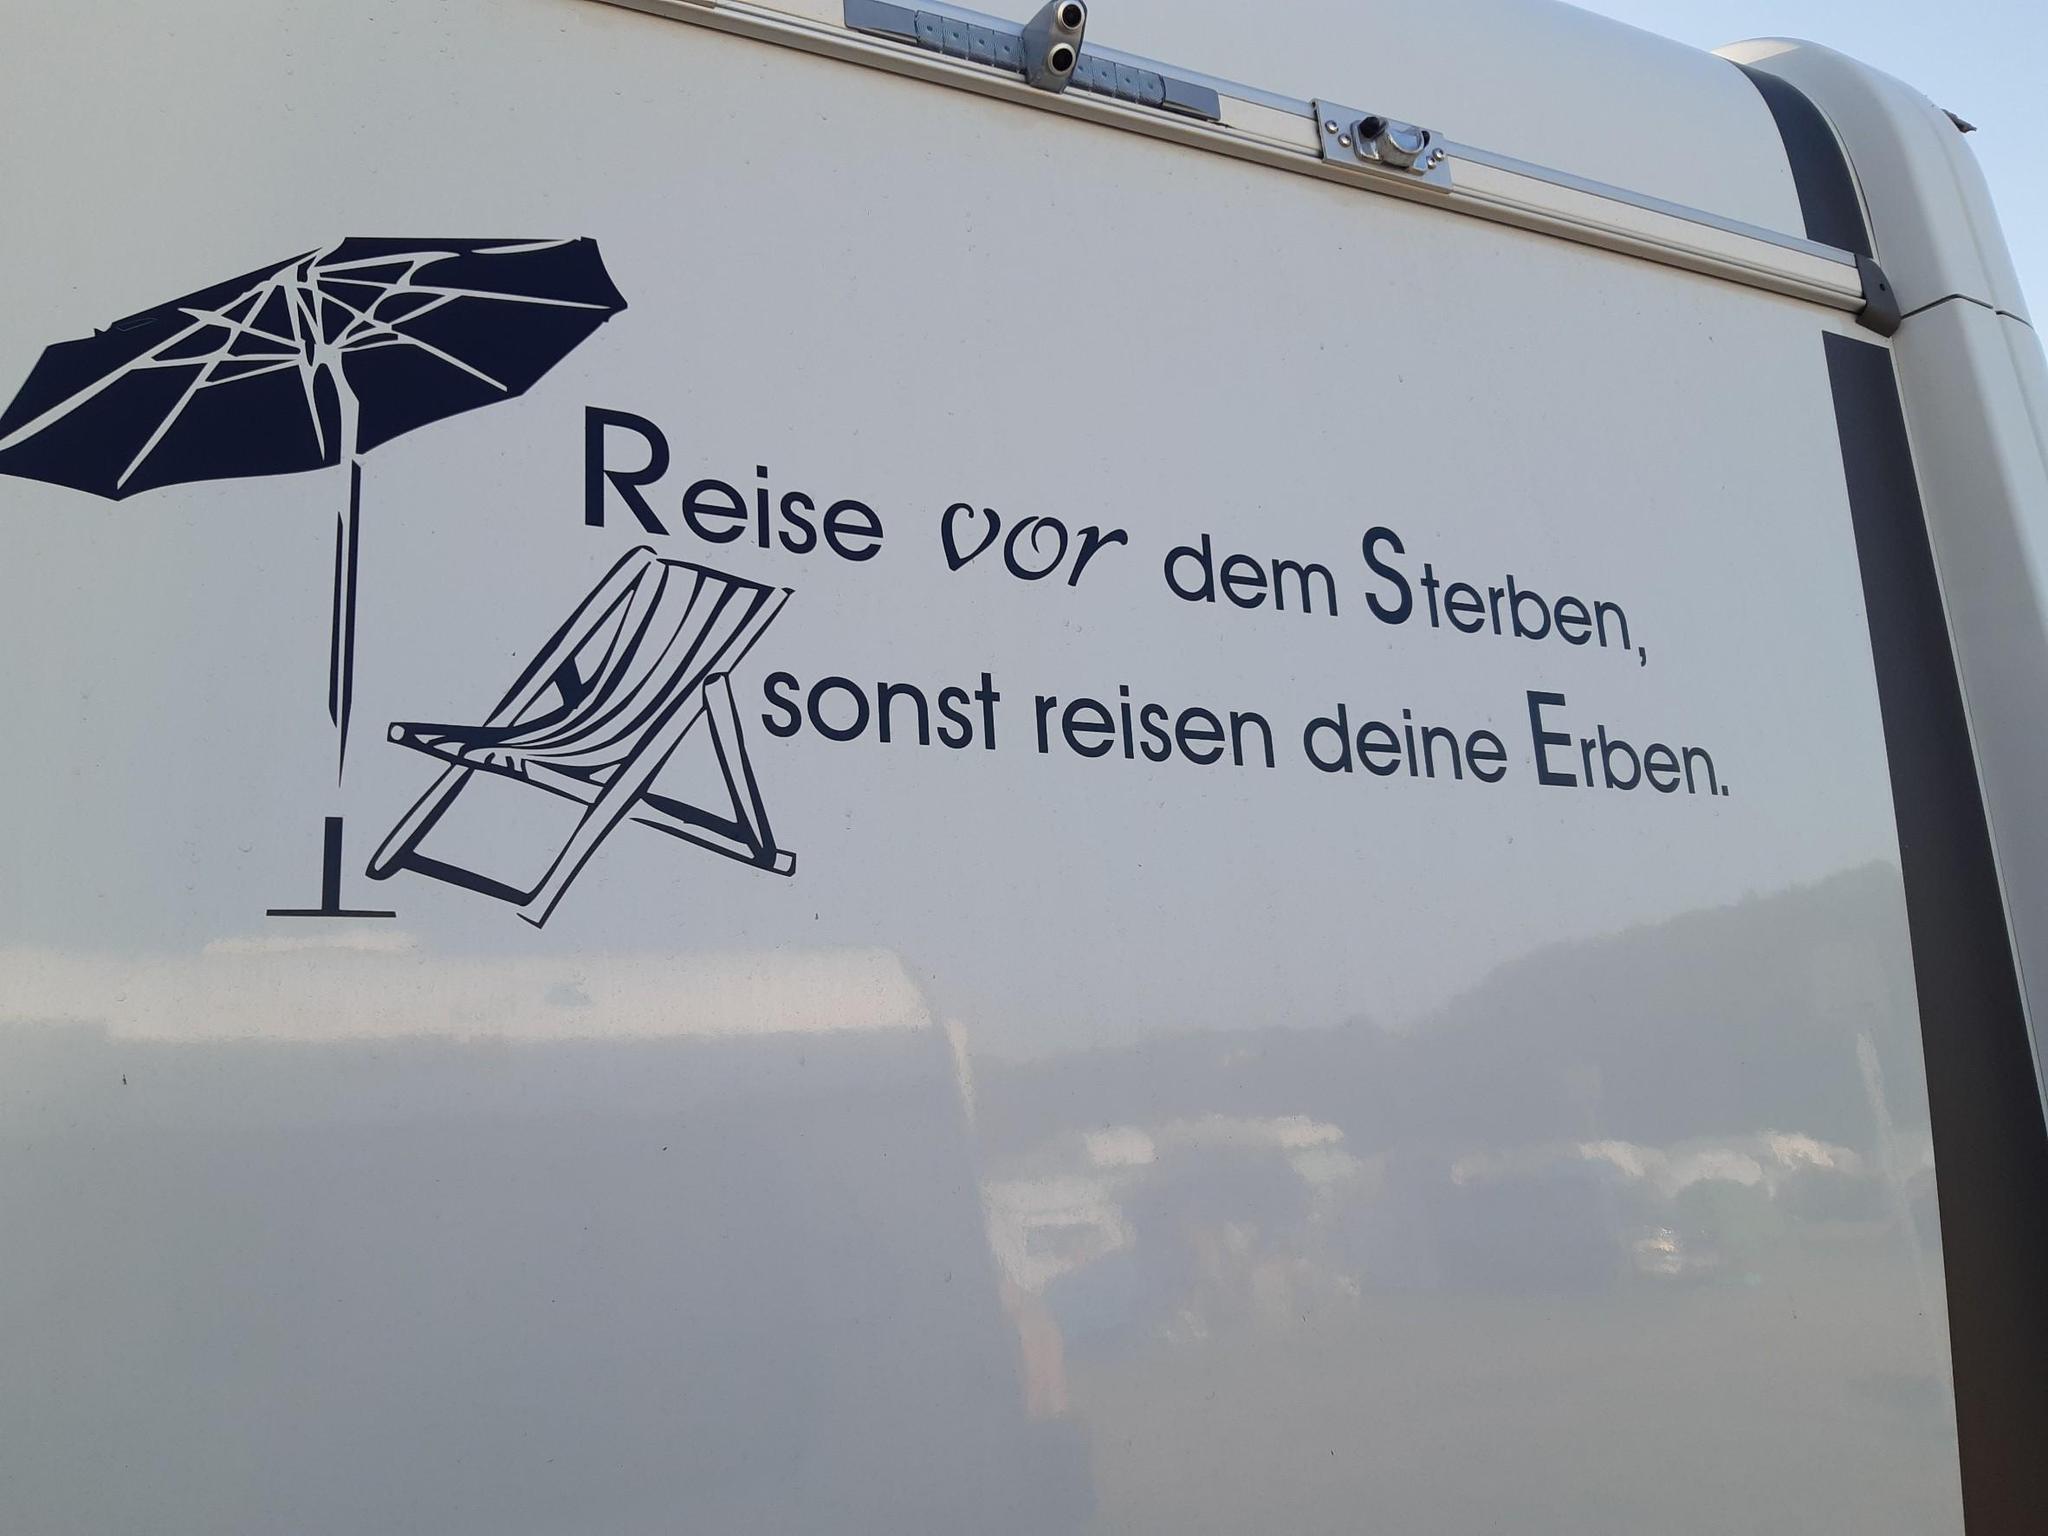 Reise vor dem Sterben,
sonst reisen deine Erben.